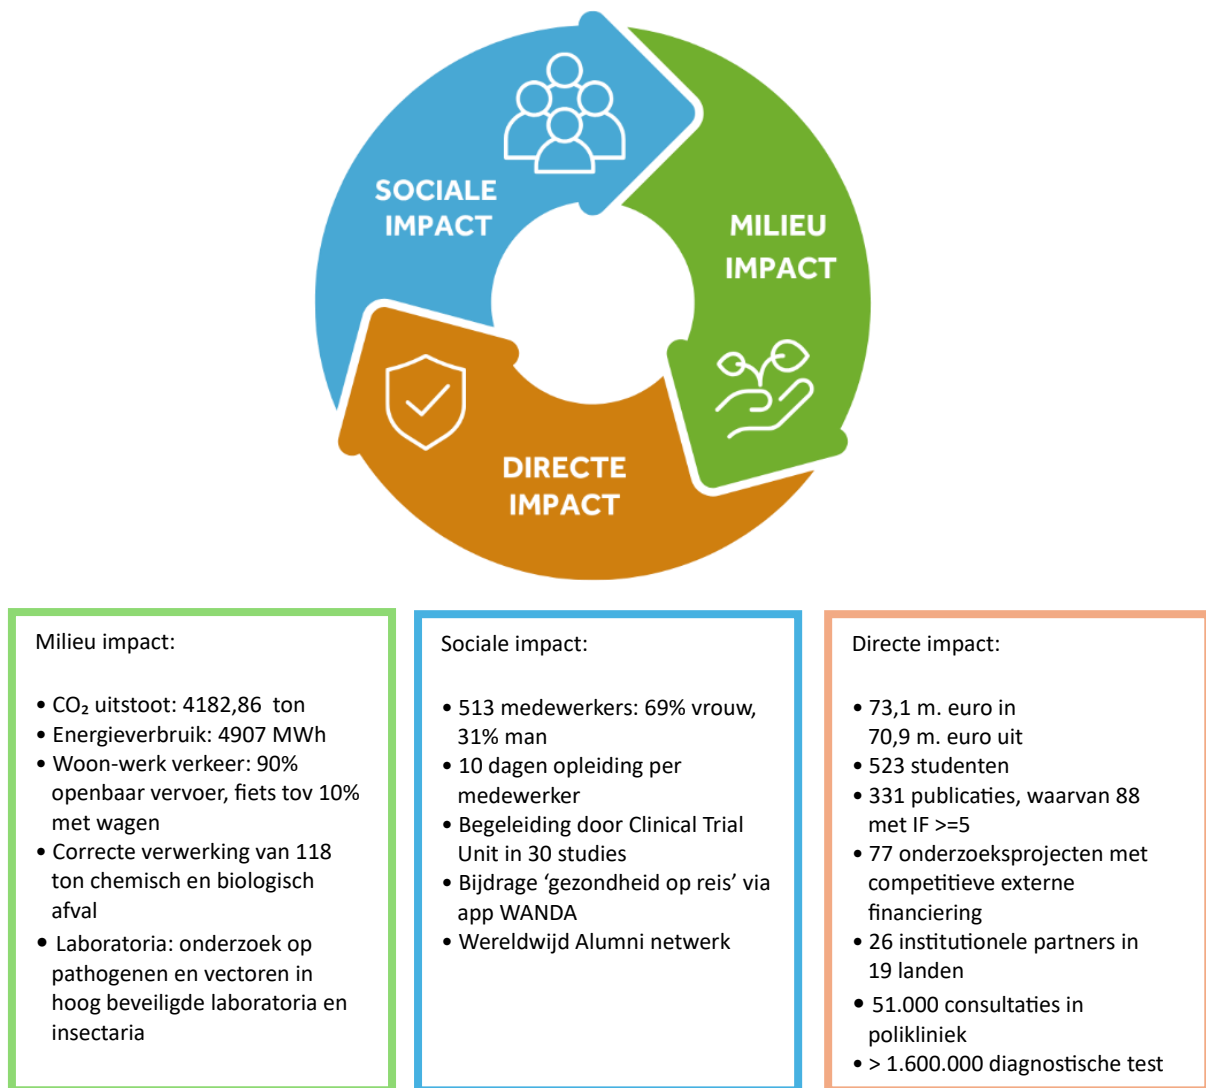 SOCIALE
IMPACT
MILIEU
IMPACT
DIRECTE
IMPACT
Milieu impact:
• CO₂ uitstoot: 4182,86 ton
• Energieverbruik: 4907 MWh
• Woon-werk verkeer: 90%
openbaar vervoer, fiets tov 10%
met wagen
• Correcte verwerking van 118
ton chemisch en biologisch
afval
• Laboratoria: onderzoek op
pathogenen en vectoren in
hoog beveiligde laboratoria en
insectaria
Sociale impact:
• 513 medewerkers: 69% vrouw,
31% man
• 10 dagen opleiding per
medewerker
• Begeleiding door Clinical Trial
Unit in 30 studies
• Bijdrage ‘gezondheid op reis’ via
app WANDA
• Wereldwijd Alumni netwerk
Directe impact:
• 73,1 m. euro in
70,9 m. euro uit
• 523 studenten
• 331 publicaties, waarvan 88
met IF >=5
• 77 onderzoeksprojecten met
competitieve externe
financiering
• 26 institutionele partners in
19 landen
• 51.000 consultaties in
polikliniek
• > 1.600.000 diagnostische test